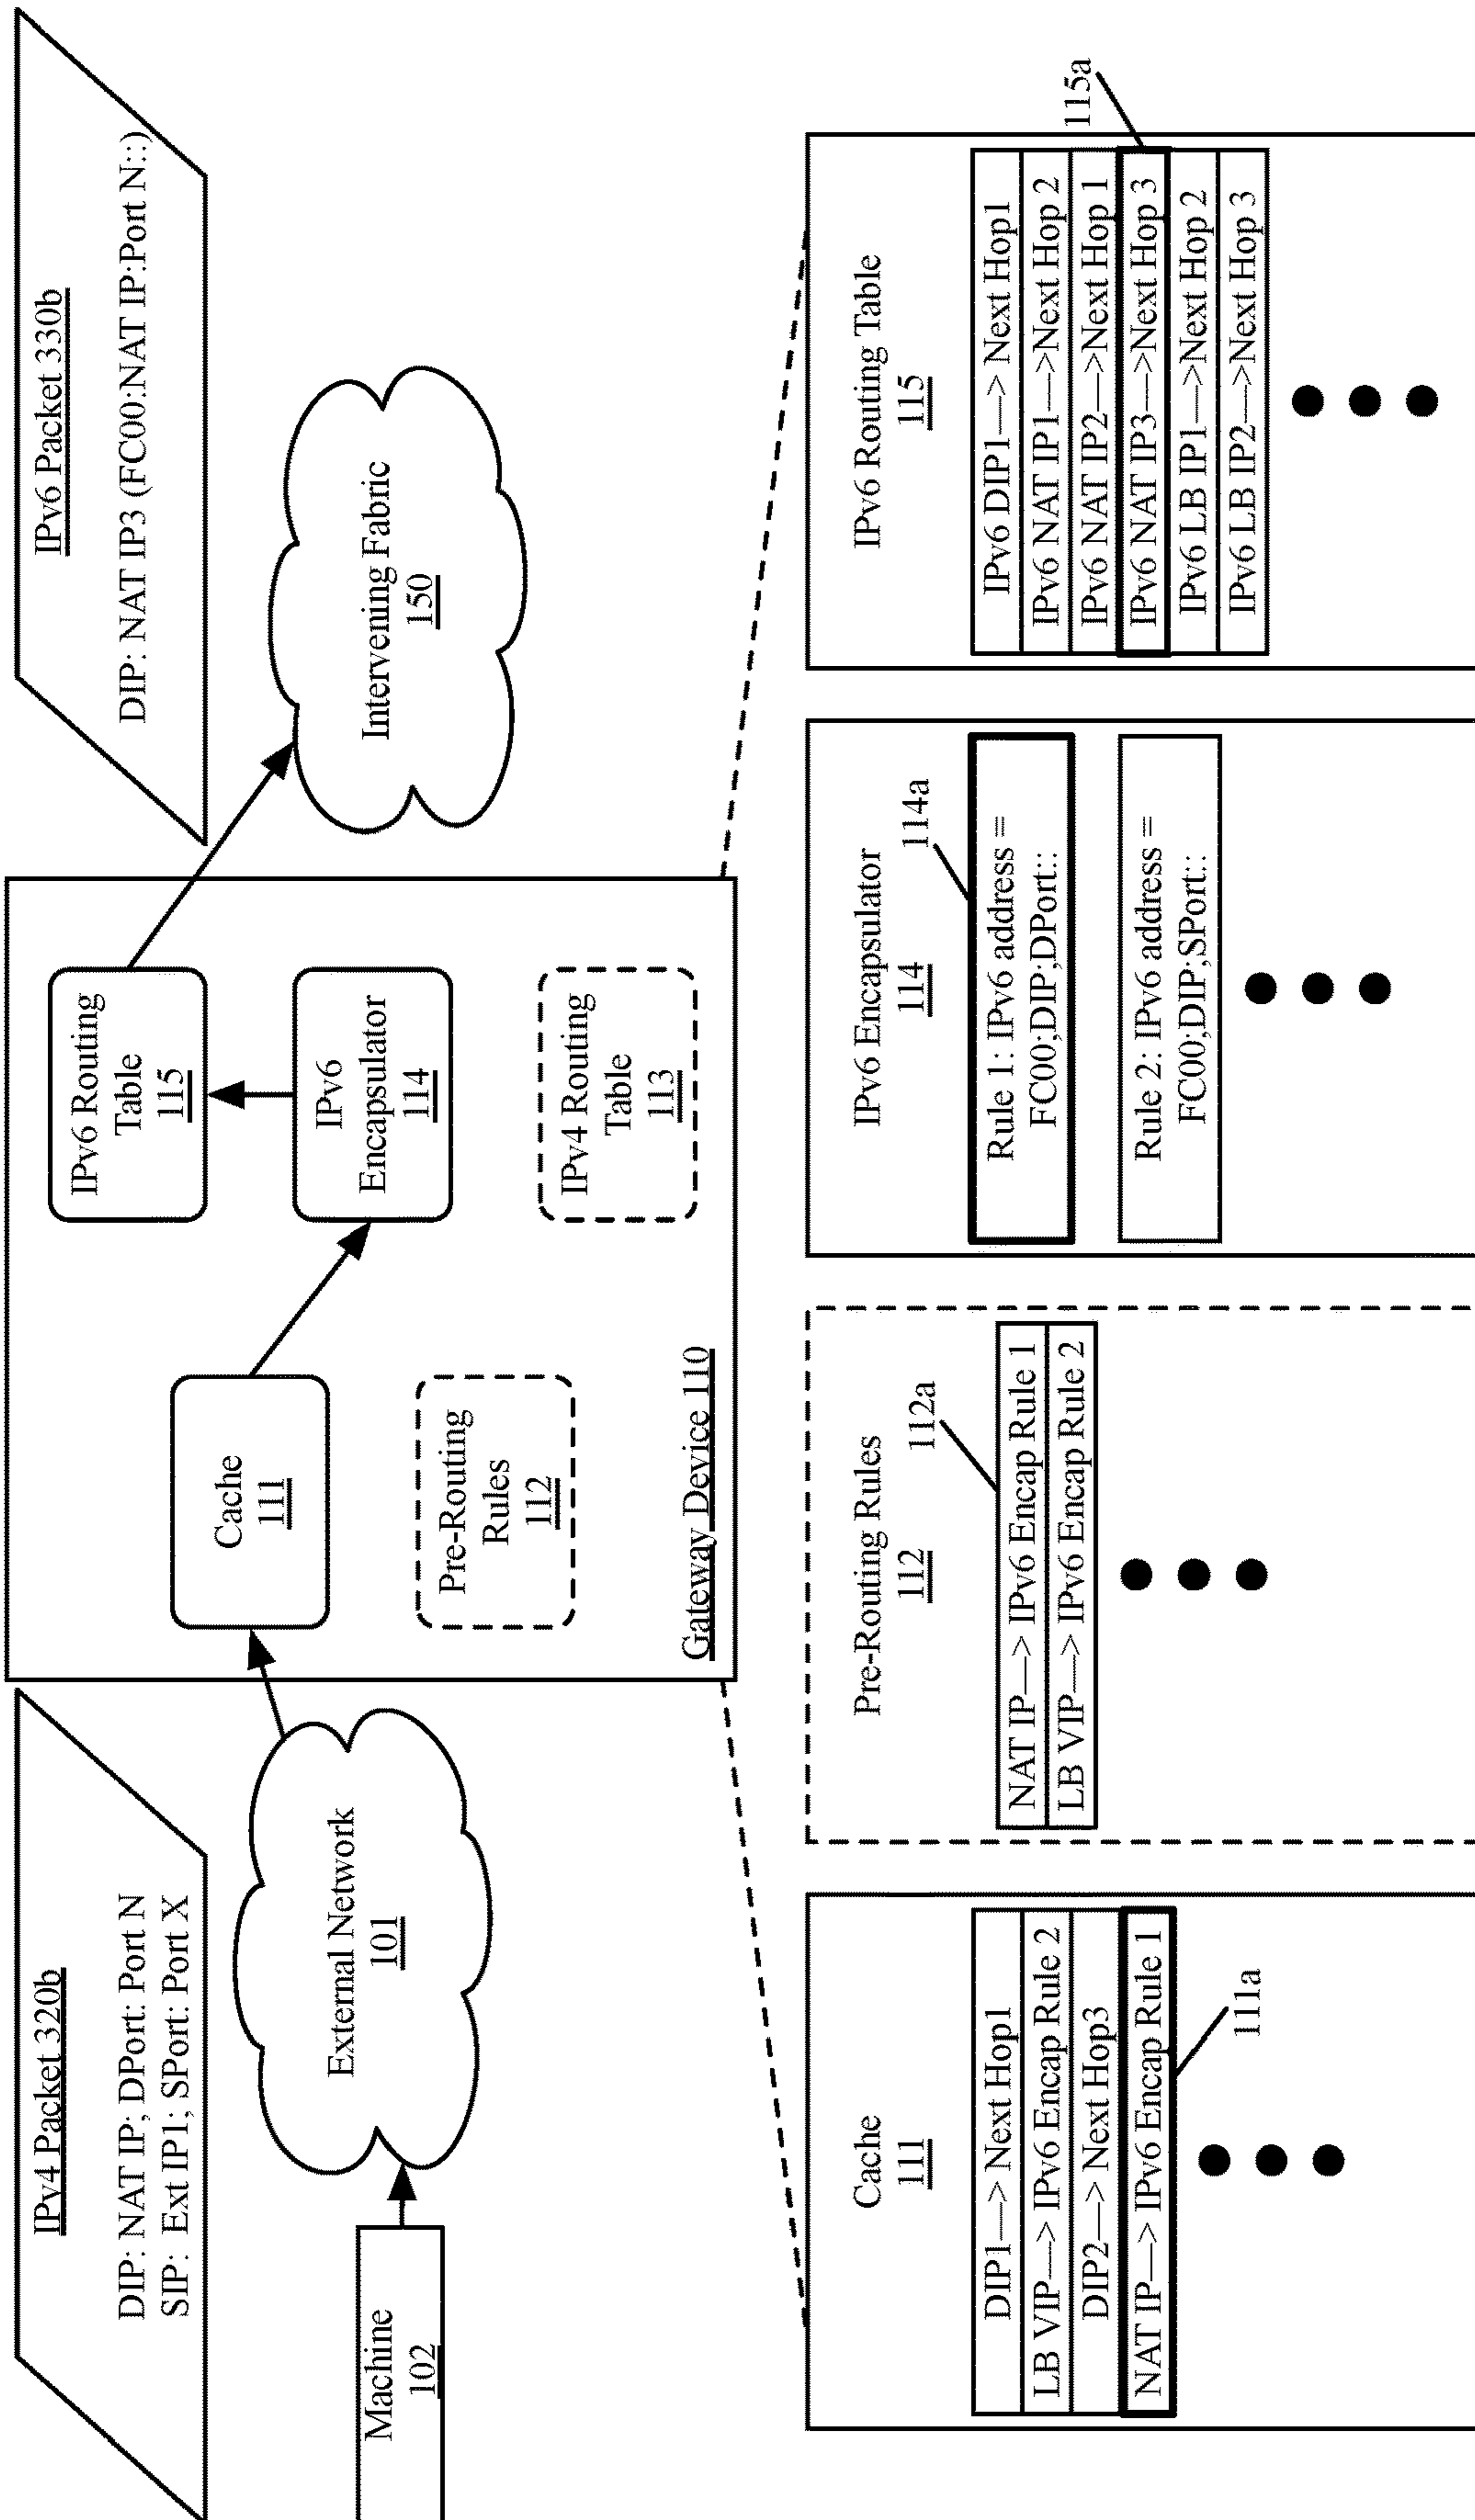 IPv4 Packet 320b
DIP: NAT IP; DPort: Port N
SIP: Ext IP1; SPort: Port X
IPv6 Packet 330b
DIP: NAT IP3 (FC00:NAT IP:Port N::)
Machine
102
External Network
101
Cache
111
Pre-Routing
Rules
112
IPv6 Routing
Table
115
IPv6
Encapsulator
114
IPv4 Routing
Table
113
Gateway Device 110
Intervening Fabric
150
Cache
111
DIP1---> Next Hop1
LB VIP---> IPv6 Encap Rule 2
DIP2---> Next Hop3
NAT IP---> IPv6 Encap Rule 1
111a
Pre-Routing Rules
112
112a
NAT IP---> IPv6 Encap Rule 1
LB VIP---> IPv6 Encap Rule 2
IPv6 Encapsulator
114
114a
Rule 1: IPv6 address =
FC00;DIP;DPort::
Rule 2: IPv6 address =
FC00;DIP;SPort::
IPv6 Routing Table
115
115a
IPv6 DIP1---> Next Hop1
IPv6 NAT IP1--->Next Hop 2
IPv6 NAT IP2--->Next Hop 1
IPv6 NAT IP3--->Next Hop 3
IPv6 LB IP1--->Next Hop 2
IPv6 LB IP2--->Next Hop 3